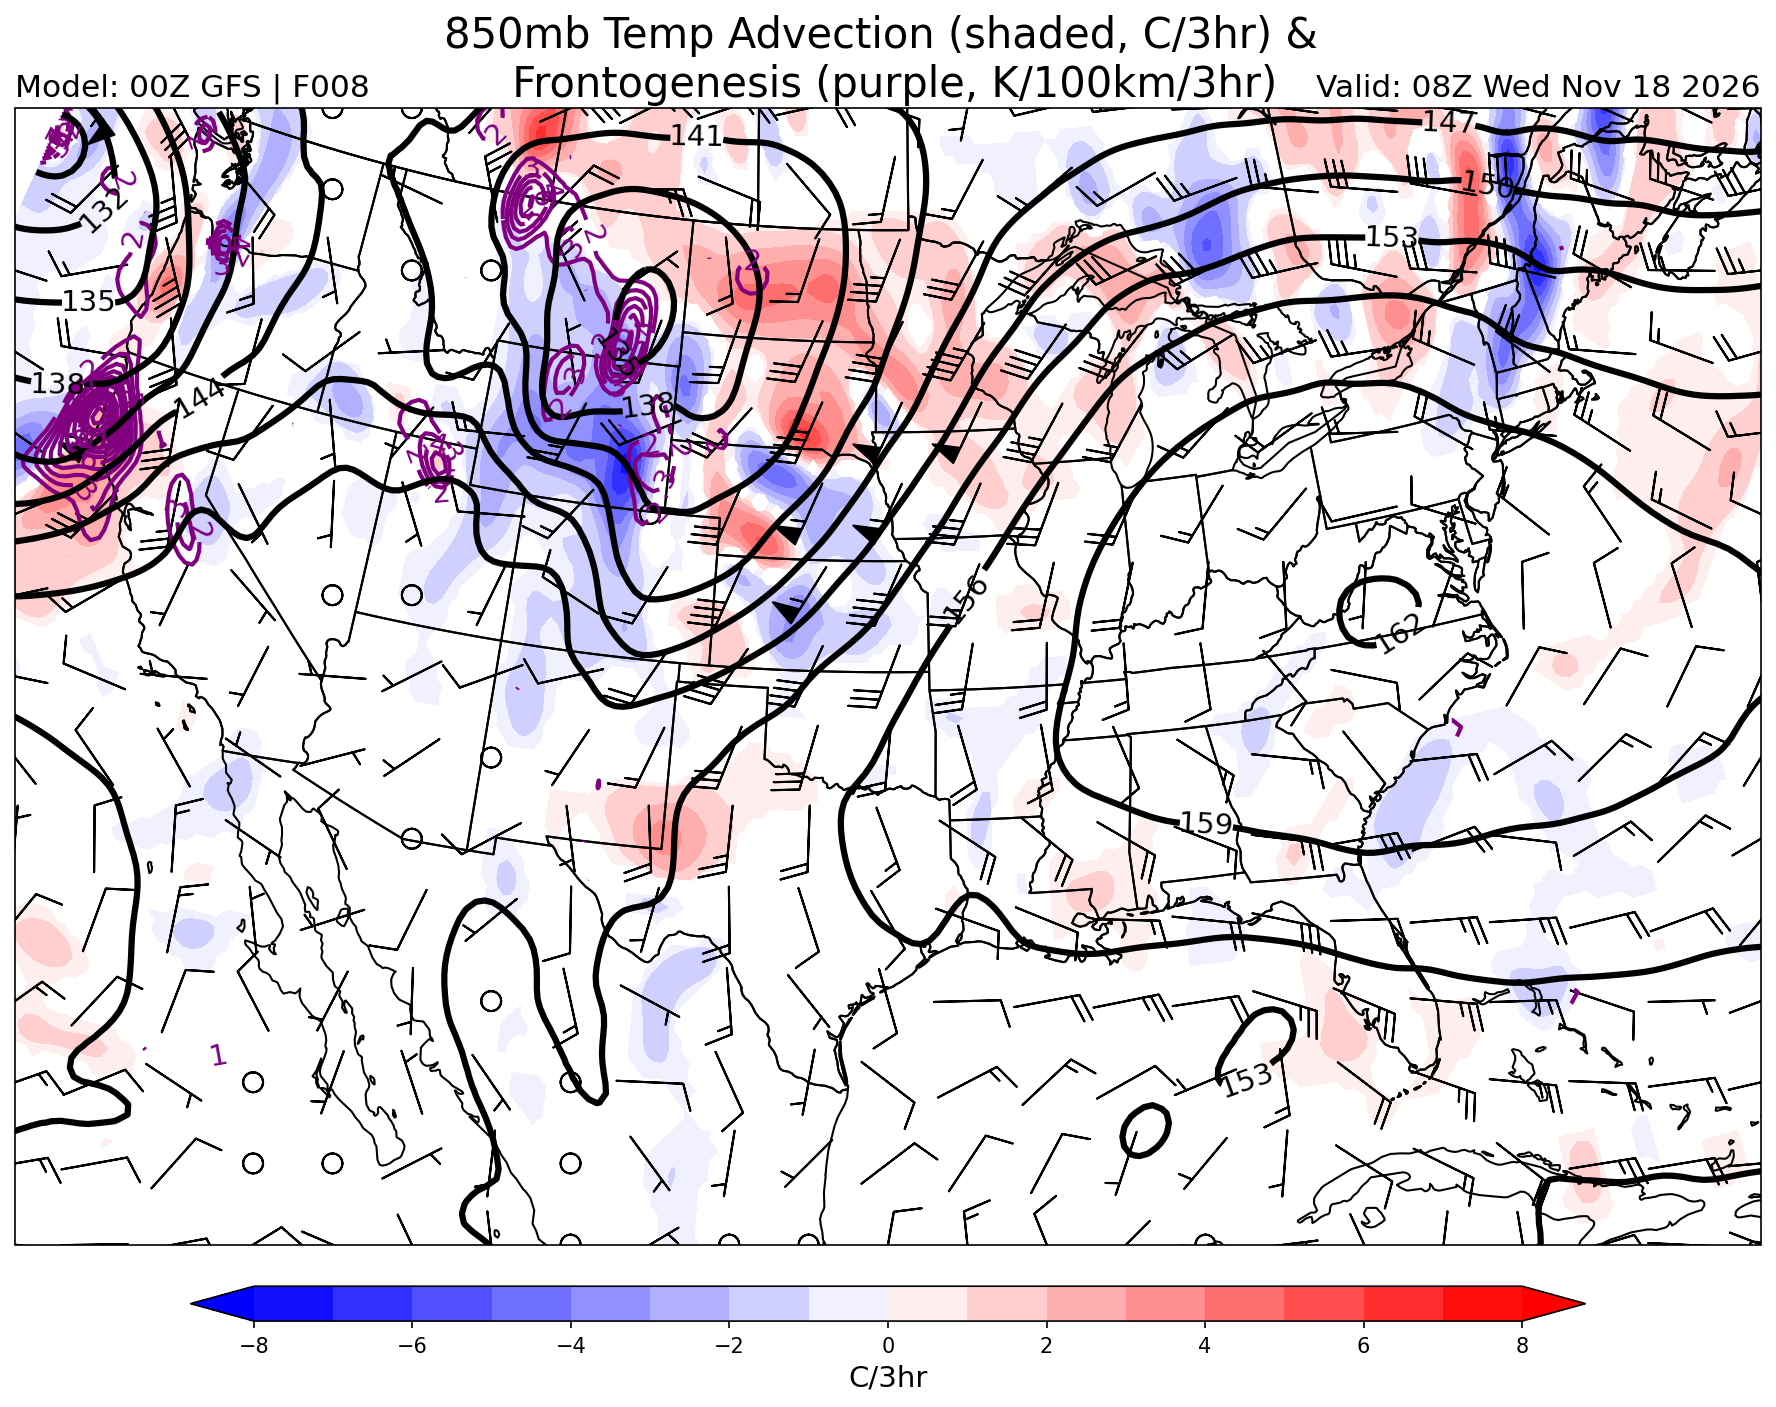 850mb Temp Advection (shaded, C/3hr) &
Frontogenesis (purple, K/100km/3hr)
Model: 00Z GFS | F008
Valid: 08Z Wed Nov 18 2026
141
147
150
132
153
135
138
144
138
156
162
159
153
1
−8 −6 −4 −2 0 2 4 6 8
C/3hr